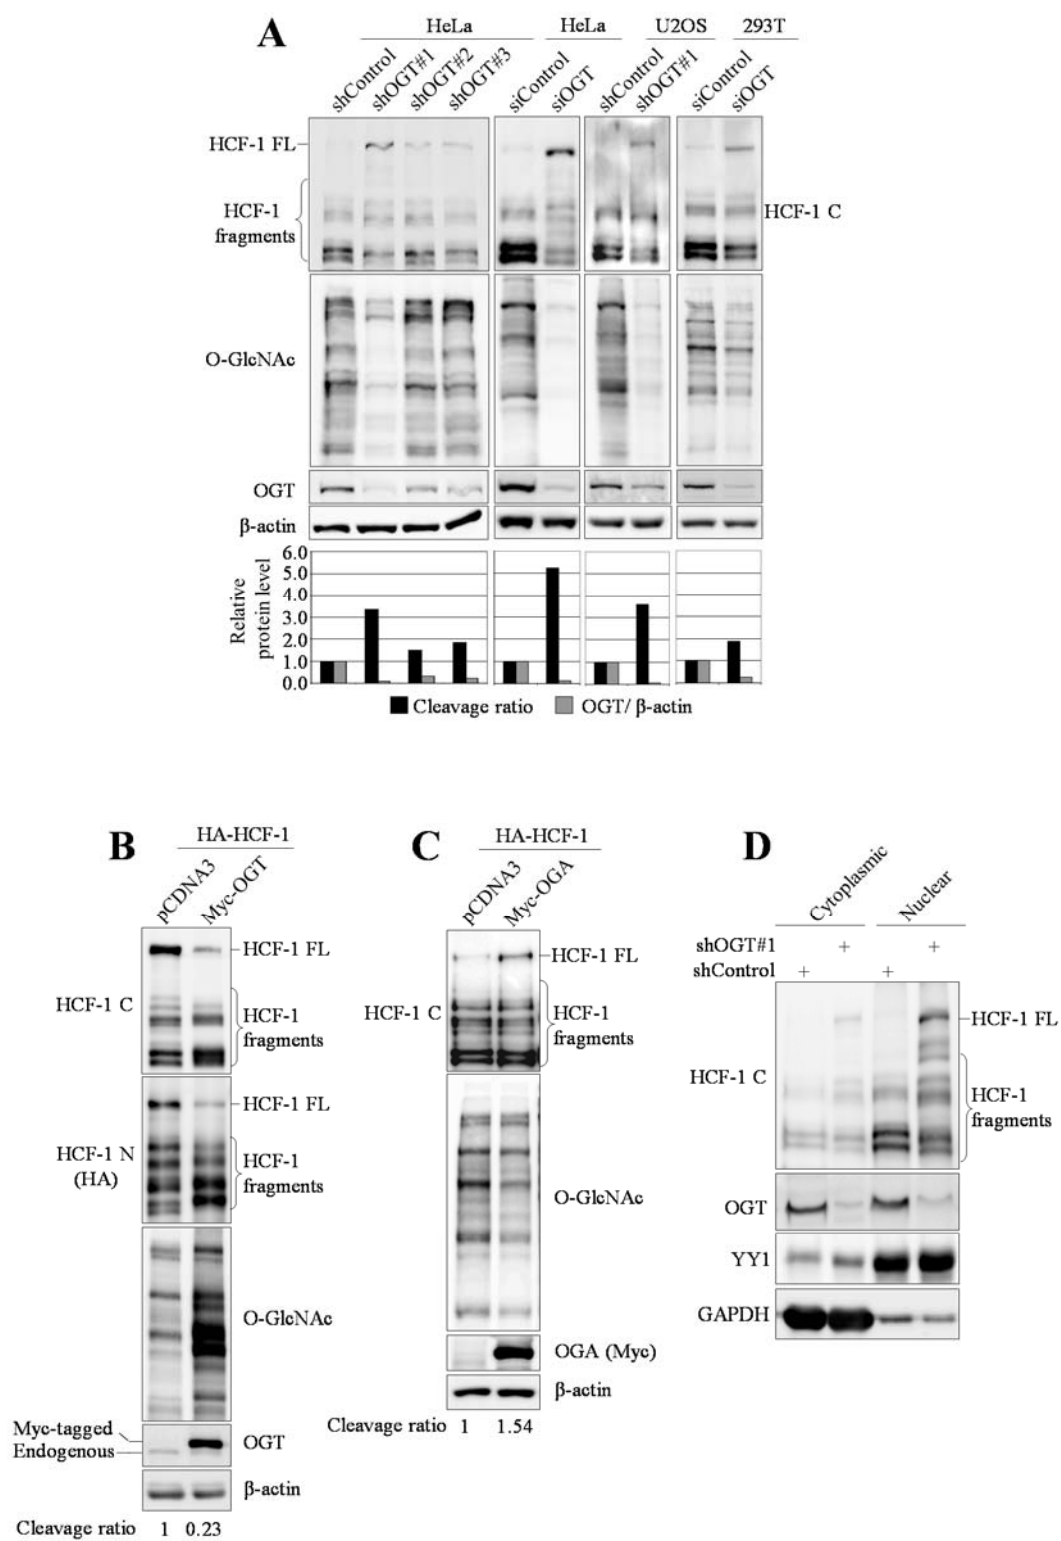 A
HeLa HeLa U2OS 293T
shControl shOGT#1 shOGT#2 shOGT#3 siControl siOGT shControl shOGT#1 siControl siOGT
HCF-1 FL
HCF-1
fragments
HCF-1 C
O-GlcNAc
OGT
β-actin
Relative
protein level
6.0
5.0
4.0
3.0
2.0
1.0
0.0
Cleavage ratio OGT/ β-actin
B
HA-HCF-1
pCDNA3 Myc-OGT
HCF-1 FL
HCF-1 C
HCF-1
fragments
HCF-1 FL
HCF-1 N
(HA)
HCF-1
fragments
O-GlcNAc
Myc-tagged
Endogenous
OGT
β-actin
Cleavage ratio 1 0.23
C
HA-HCF-1
pCDNA3 Myc-OGA
HCF-1 FL
HCF-1 C
HCF-1
fragments
O-GlcNAc
OGA (Myc)
β-actin
Cleavage ratio 1 1.54
D
Cytoplasmic Nuclear
shOGT#1 + +
shControl + +
HCF-1 FL
HCF-1 C
HCF-1
fragments
OGT
YY1
GAPDH